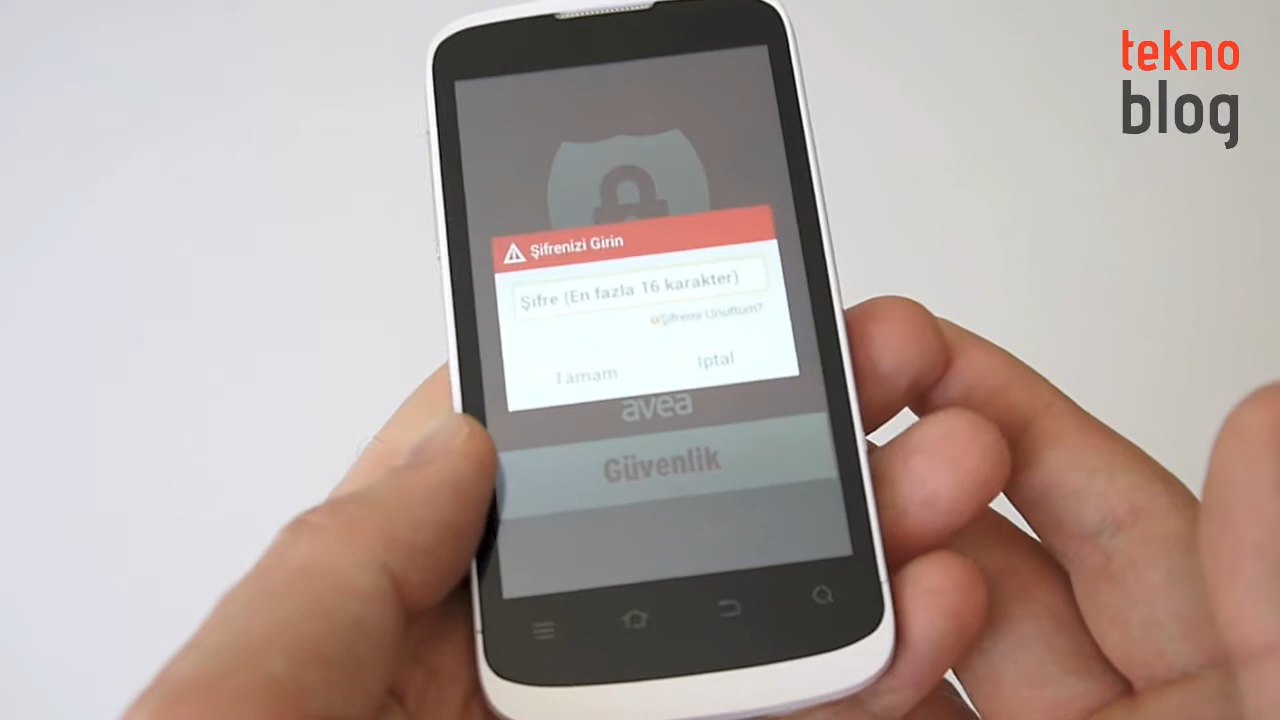 tekno
blog
Şifrenizi Girin
Şifre (En fazla 16 karakter)
Şifremi Unuttum?
Tamam
Iptal
avea
Güvenlik